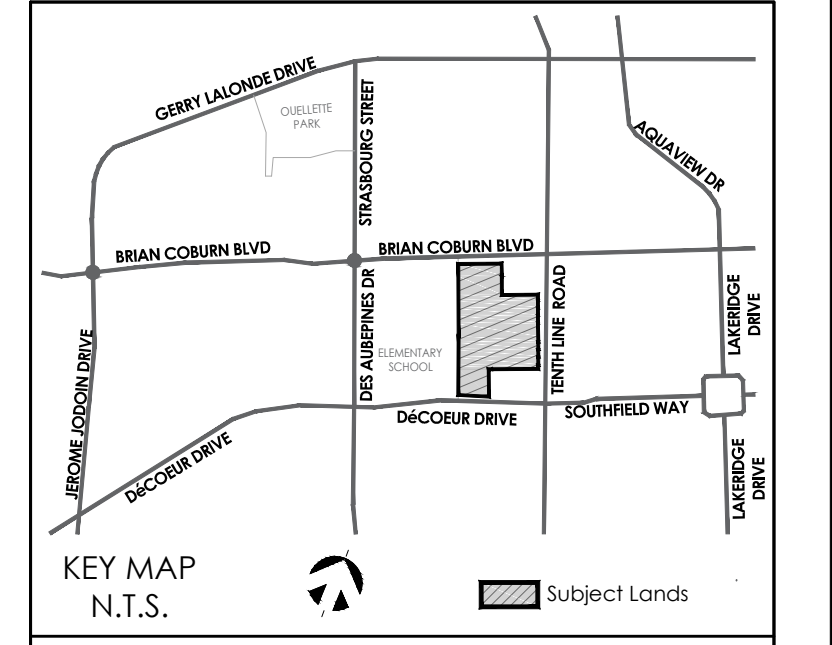 GERRY LALONDE DRIVE
OUELLETTE
PARK
STRASBOURG STREET
AQUAVIEW DR
BRIAN COBURN BLVD
BRIAN COBURN BLVD
JEROME JODOIN DRIVE
DES AUBEPINES DR
ELEMENTARY
SCHOOL
TENTH LINE ROAD
LAKERIDGE
DRIVE
DéCOEUR DRIVE
DéCOEUR DRIVE
SOUTHFIELD WAY
LAKERIDGE
DRIVE
KEY MAP
N.T.S.
Subject Lands